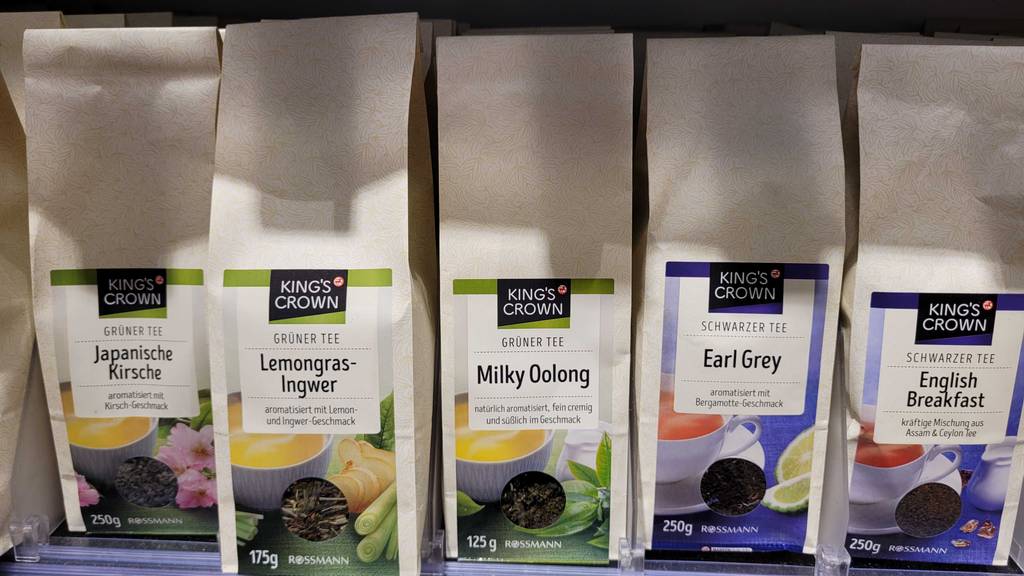 KING'S
CROWN
GRÜNER TEE
Japanische
Kirsche
aromatisiert mit
Kirsch-Geschmack
250g ROSSMANN
KING'S
CROWN
GRÜNER TEE
Lemongras-
Ingwer
aromatisiert mit Lemon-
und Ingwer-Geschmack
175g ROSSMANN
KING'S
CROWN
GRÜNER TEE
Milky Oolong
natürlich aromatisiert, fein cremig
und süßlich im Geschmack
125 g ROSSMANN
KING'S
CROWN
SCHWARZER TEE
Earl Grey
aromatisiert mit
Bergamotte-Geschmack
250g ROSSMANN
KING'S
CROWN
SCHWARZER TEE
English
Breakfast
kräftige Mischung aus
Assam & Ceylon Tee
250g ROSSMANN